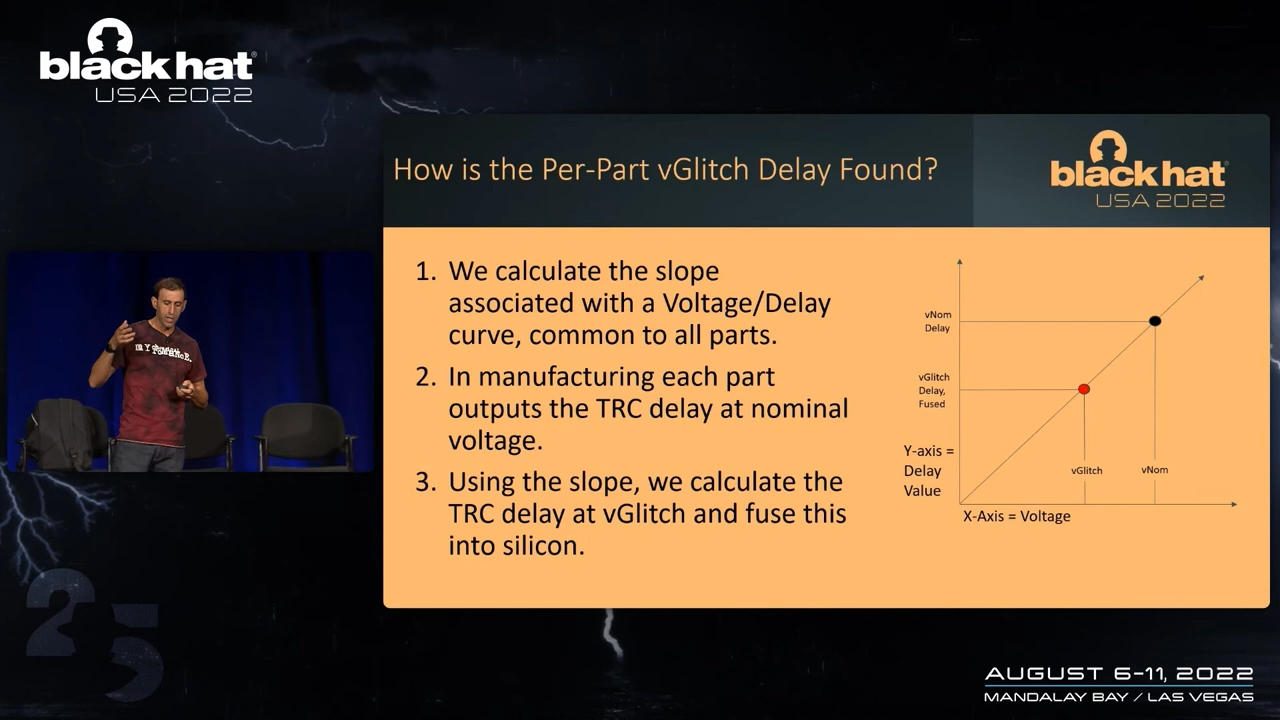 black hat®
USA 2022
How is the Per-Part vGlitch Delay Found?
black hat®
USA 2022
1. We calculate the slope
associated with a Voltage/Delay
curve, common to all parts.
2. In manufacturing each part
outputs the TRC delay at nominal
voltage.
3. Using the slope, we calculate the
TRC delay at vGlitch and fuse this
into silicon.
vNom
Delay
vGlitch
Delay,
Fused
Y-axis =
Delay
Value
vGlitch
vNom
X-Axis = Voltage
25
AUGUST 6-11, 2022
MANDALAY BAY / LAS VEGAS